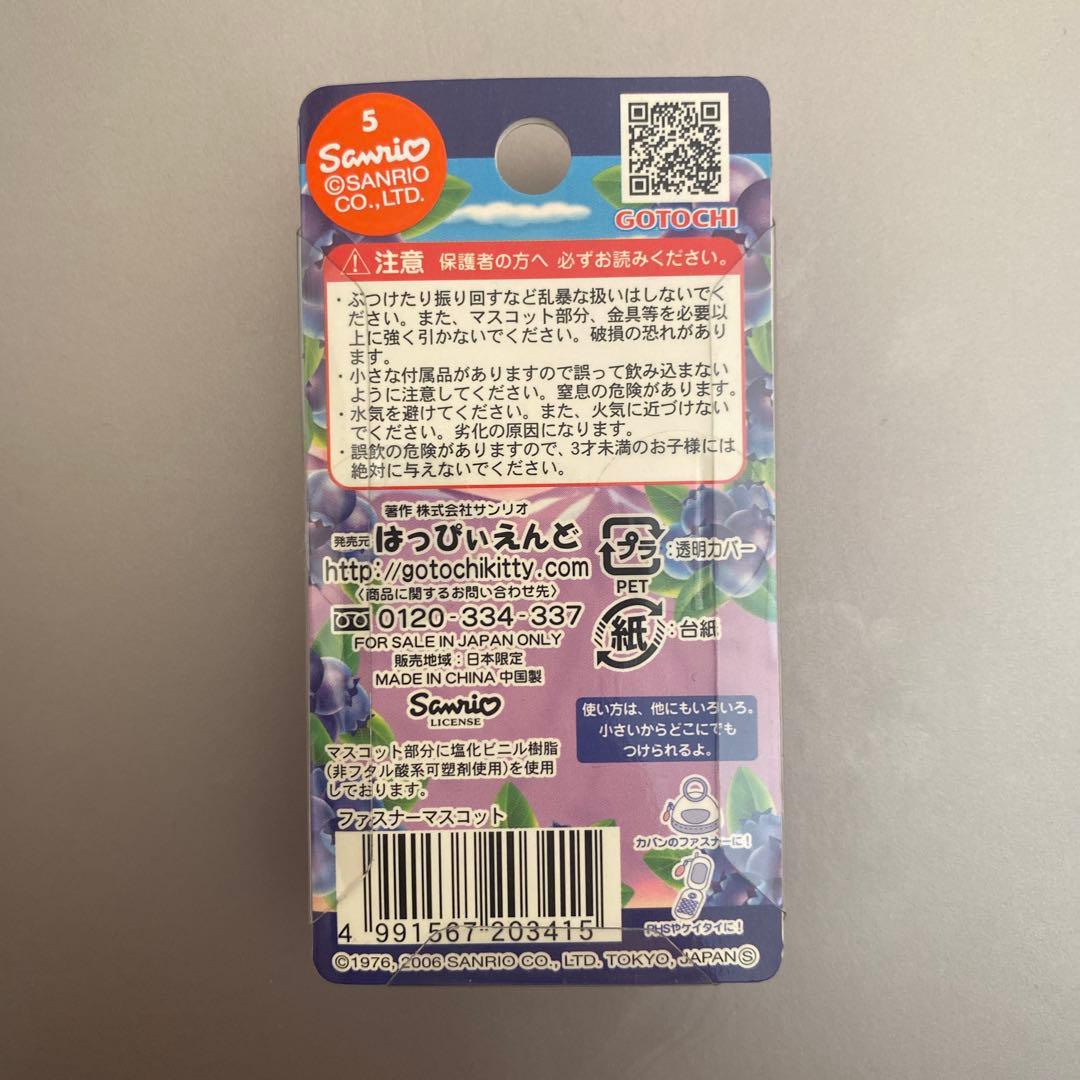 5
Sanrio
©SANRIO
CO., LTD.
GOTOCHI
注意 保護者の方へ 必ずお読みください。
・ぶつけたり振り回すなど乱暴な扱いはしないでく
ださい。また、マスコット部分、金具等を必要以
上に強く引かないでください。破損の恐れがあり
ます。
・小さな付属品がありますので誤って飲み込まない
ように注意してください。窒息の危険があります。
・水気を避けてください。また、火気に近づけない
でください。劣化の原因になります。
・誤飲の危険がありますので、3才未満のお子様には
絶対に与えないでください。
著作 株式会社サンリオ
発売元 はっぴぃえんど
http://gotochikitty.com
〈商品に関するお問い合わせ先〉
0120-334-337
FOR SALE IN JAPAN ONLY
販売地域：日本限定
MADE IN CHINA 中国製
Sanrio
LICENSE
プラ：透明カバー
PET
紙：台紙
使い方は、他にもいろいろ。
小さいからどこにでも
つけられるよ。
マスコット部分に塩化ビニル樹脂
(非フタル酸系可塑剤使用)を使用
しております。
ファスナーマスコット
カバンのファスナーに!
PHSやケイタイに!
4 991567 203415
©1976, 2006 SANRIO CO., LTD. TOKYO, JAPAN Ⓢ